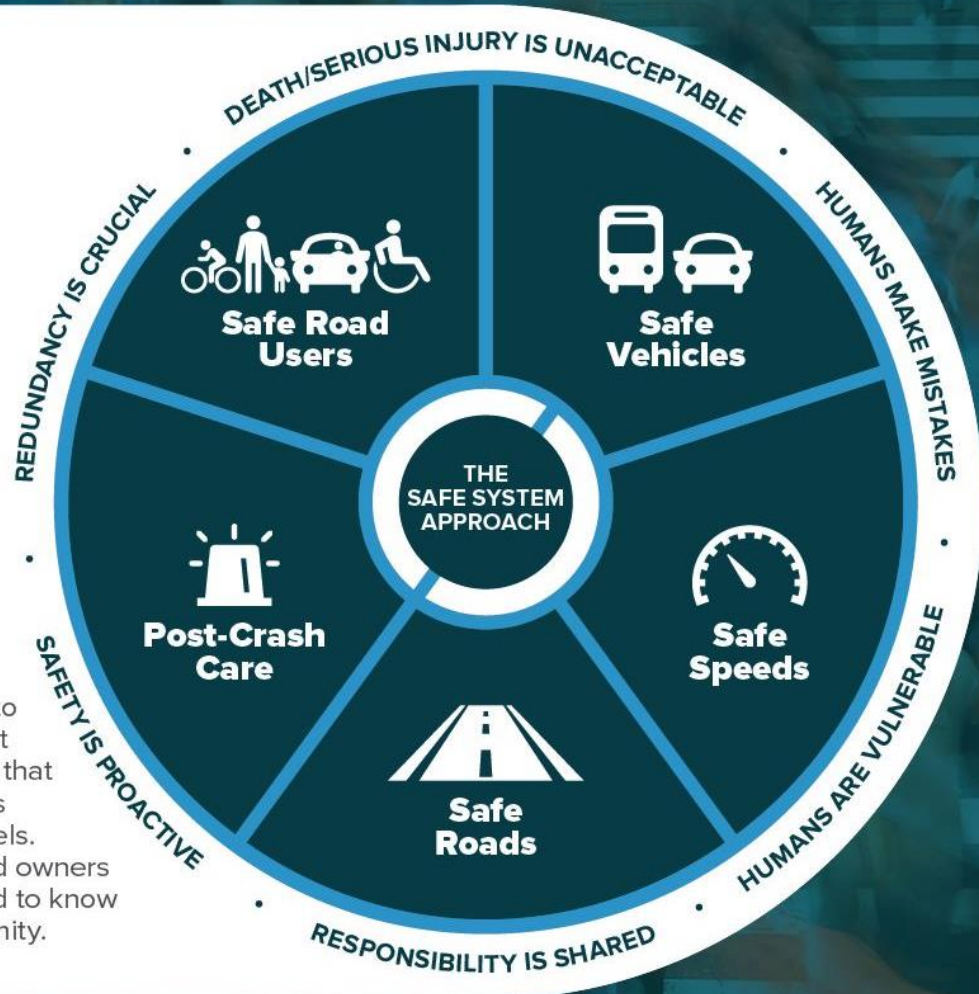 DEATH/SERIOUS INJURY IS UNACCEPTABLE
HUMANS MAKE MISTAKES
HUMANS ARE VULNERABLE
RESPONSIBILITY IS SHARED
SAFETY IS PROACTIVE
REDUNDANCY IS CRUCIAL
Safe Road
Users
Safe
Vehicles
THE
SAFE SYSTEM
APPROACH
Post-Crash
Care
Safe
Speeds
Safe
Roads
that
owners
to know